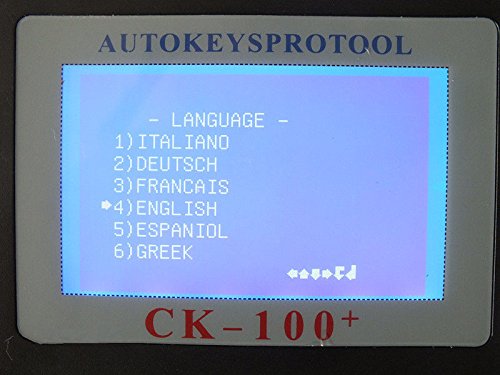 AUTOKEYSPROTOOL
- LANGUAGE -
1)ITALIANO
2)DEUTSCH
3)FRANCAIS
4)ENGLISH
5)ESPANIOL
6)GREEK
CK-100+